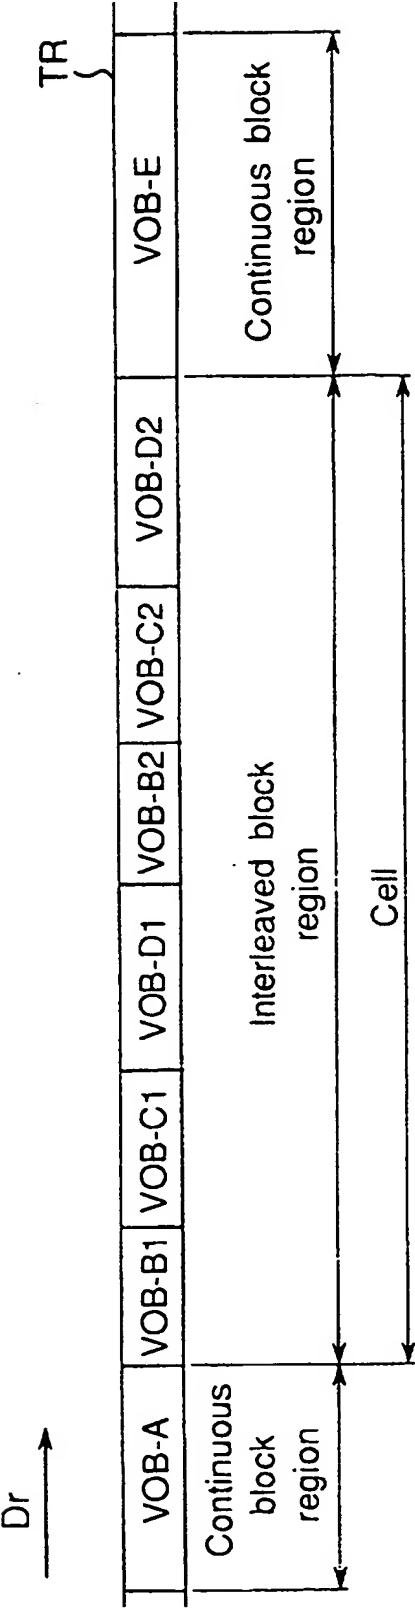 Dr
TR
VOB-A
VOB-B1
VOB-C1
VOB-D1
VOB-B2
VOB-C2
VOB-D2
VOB-E
Continuous
block
region
Interleaved block
region
Continuous block
region
Cell